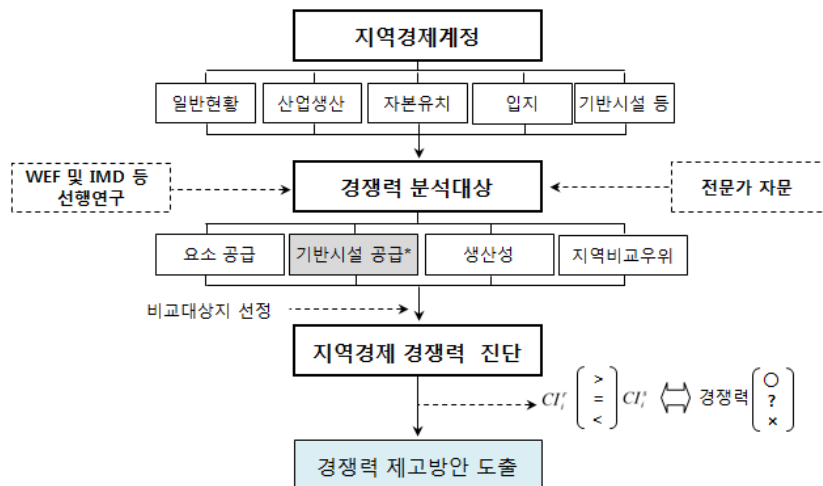 지역경제계정
일반현황 산업생산 자본유치 입지 기반시설 등
WEF 및 IMD 등
선행연구
경쟁력 분석대상
전문가 자문
요소 공급 기반시설 공급* 생산성 지역비교우위
비교대상지 선정
지역경제 경쟁력 진단
>
=
<
CI_i^r CI_i^s ⇔ 경쟁력
○
?
×
경쟁력 제고방안 도출